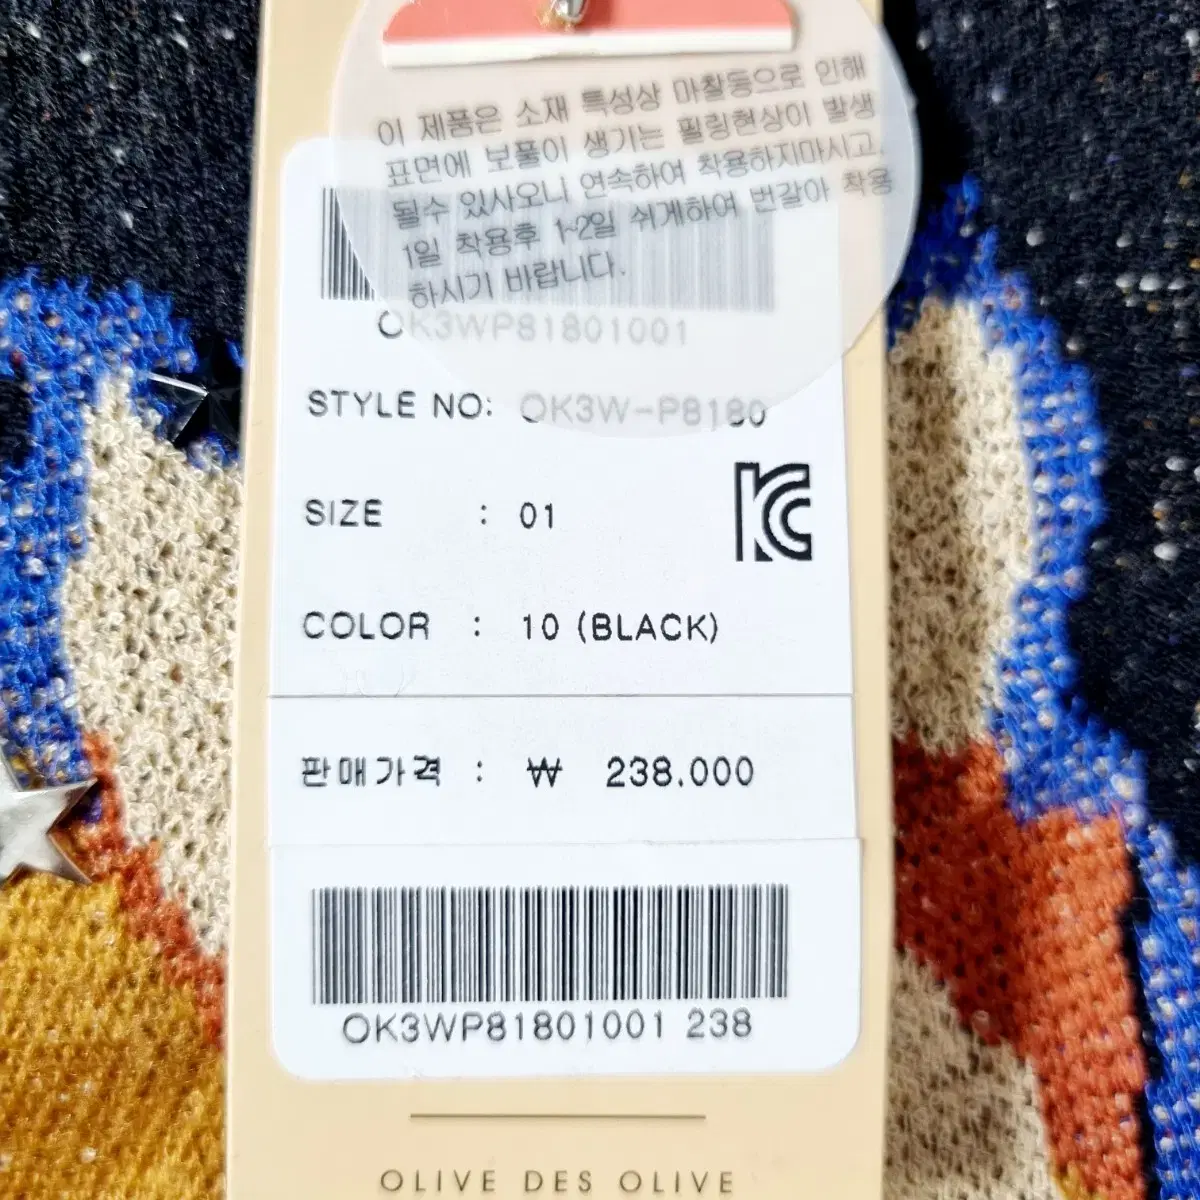 이 제품은 소재 특성상 마찰등으로 인해
표면에 보풀이 생기는 필링현상이 발생
될수 있사오니 연속하여 착용하지마시고,
1일 착용후 1~2일 쉬게하여 번갈아 착용
하시기 바랍니다.
OK3WP81801001
STYLE NO: OK3W-P8180
SIZE : 01
COLOR : 10 (BLACK)
판매가격 : ₩ 238.000
OK3WP81801001 238
OLIVE DES OLIVE